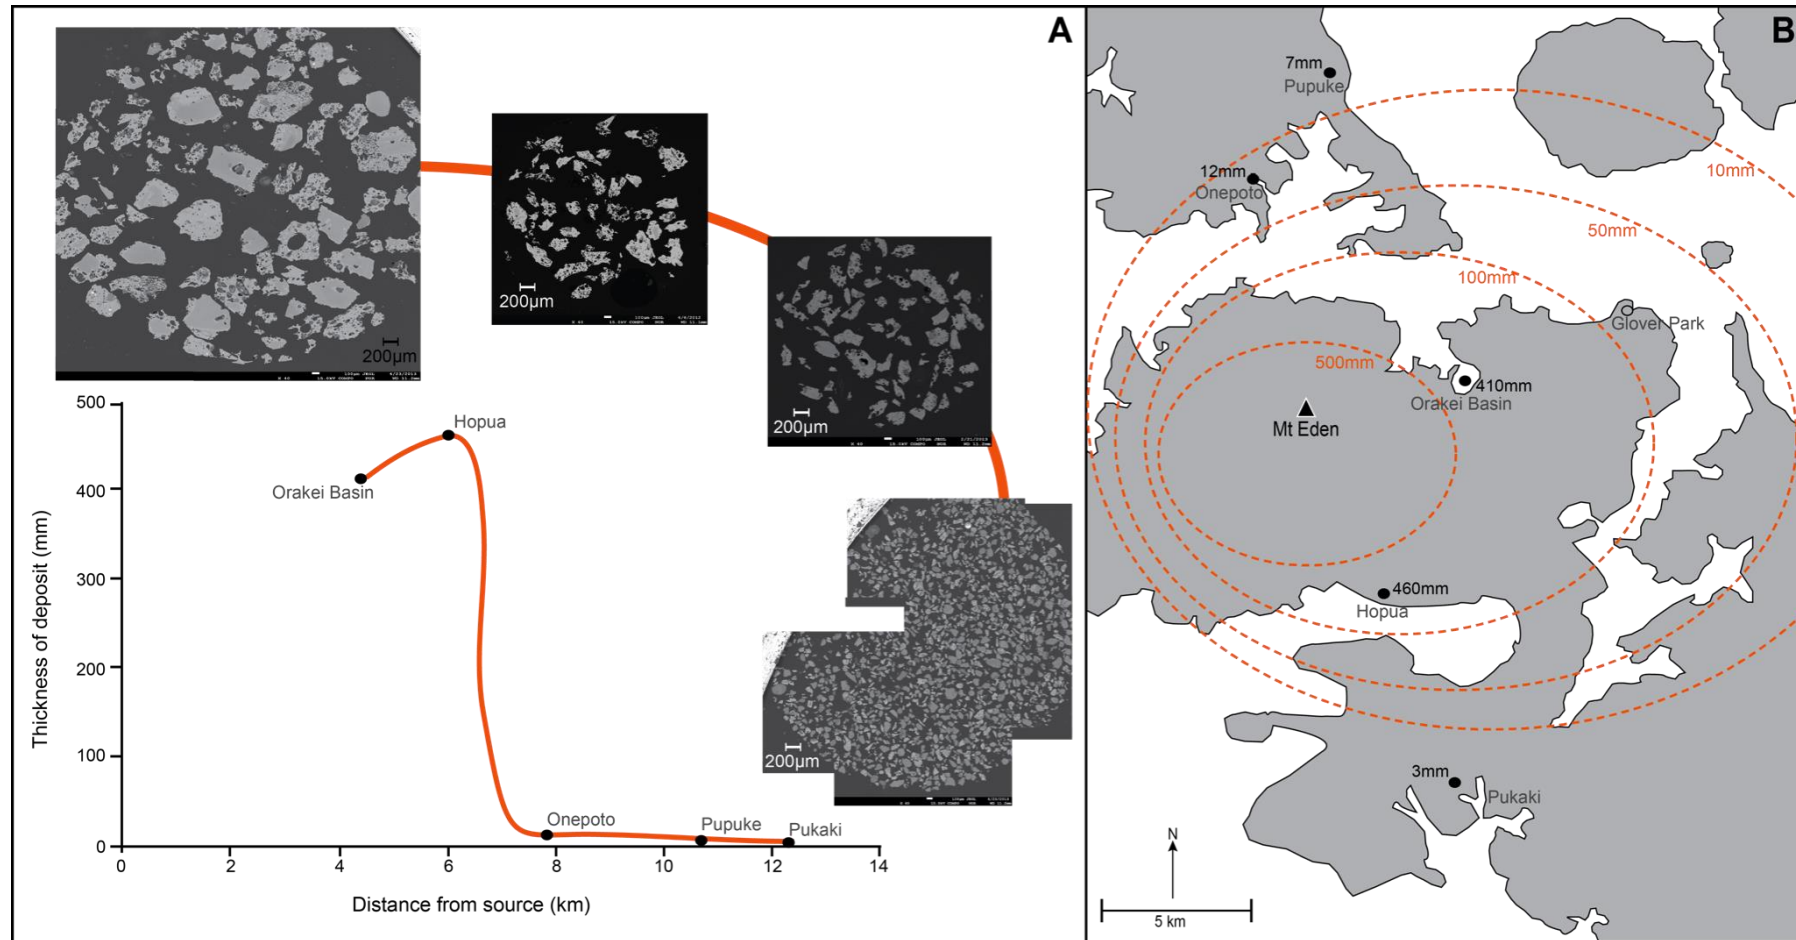 A
200µm
200µm
200µm
200µm
500
400
300
200
100
0
Thickness of deposit (mm)
Orakei Basin
Hopua
Onepoto
Pupuke
Pukaki
0
2
4
6
8
10
12
14
Distance from source (km)
B
7mm
Pupuke
12mm
Onepoto
10mm
50mm
100mm
500mm
Glover Park
410mm
Orakei Basin
Mt Eden
460mm
Hopua
3mm
Pukaki
N
5 km